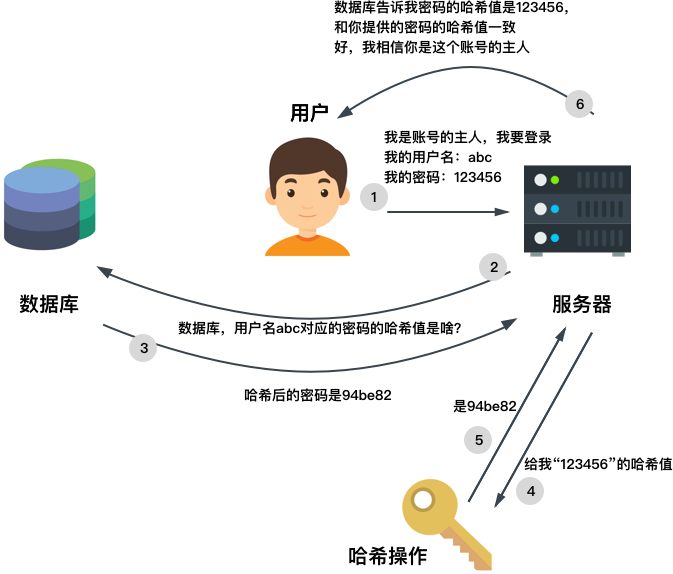 数据库告诉我密码的哈希值是123456，
和你提供的密码的哈希值一致
好，我相信你是这个账号的主人
6
用户
我是账号的主人，我要登录
我的用户名：abc
我的密码：123456
1
2
数据库
服务器
数据库，用户名abc对应的密码的哈希值是啥?
3
哈希后的密码是94be82
是94be82
5
给我“123456”的哈希值
4
哈希操作